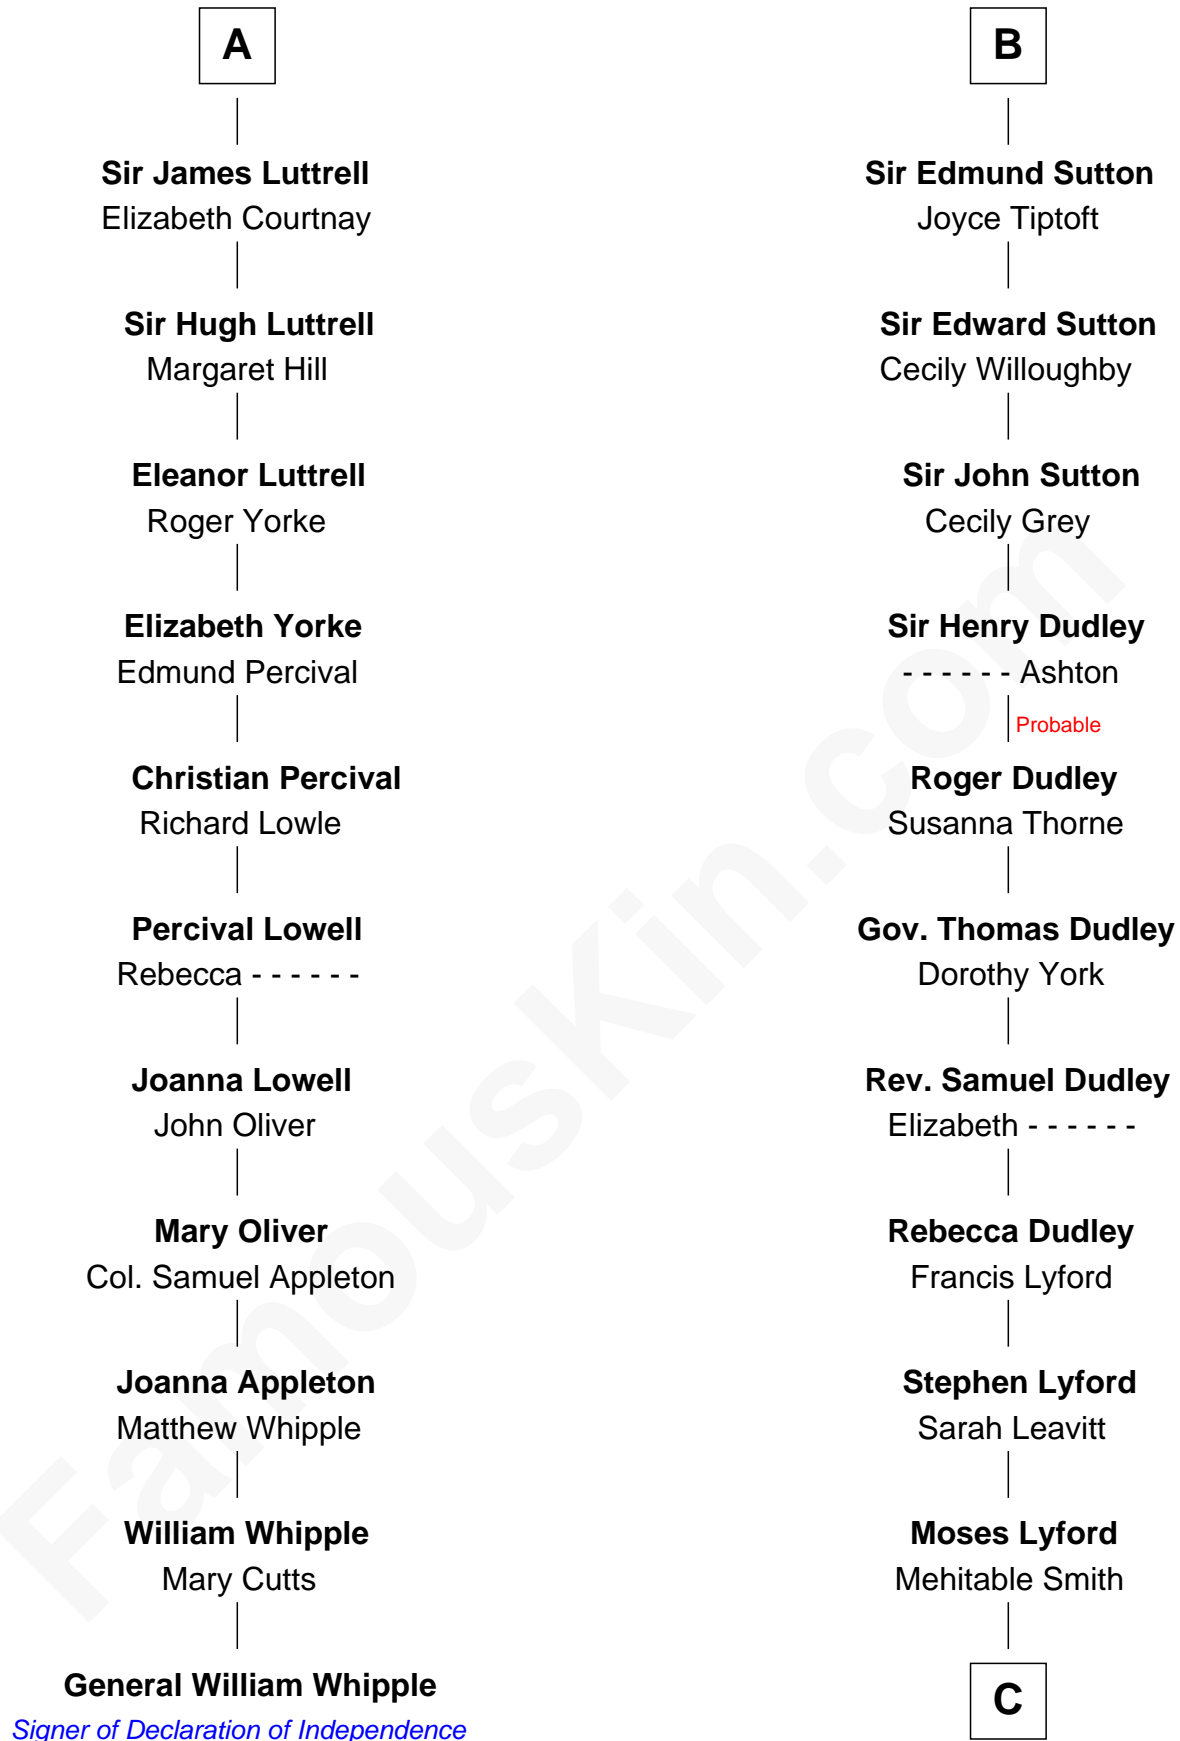 A
Sir James Luttrell
Elizabeth Courtnay
Sir Hugh Luttrell
Margaret Hill
Eleanor Luttrell
Roger Yorke
Elizabeth Yorke
Edmund Percival
Christian Percival
Richard Lowle
Percival Lowell
Rebecca - - - - - -
Joanna Lowell
John Oliver
Mary Oliver
Col. Samuel Appleton
Joanna Appleton
Matthew Whipple
William Whipple
Mary Cutts
General William Whipple
Signer of Declaration of Independence
B
Sir Edmund Sutton
Joyce Tiptoft
Sir Edward Sutton
Cecily Willoughby
Sir John Sutton
Cecily Grey
Sir Henry Dudley
- - - - - - Ashton
Probable
Roger Dudley
Susanna Thorne
Gov. Thomas Dudley
Dorothy York
Rev. Samuel Dudley
Elizabeth - - - - - -
Rebecca Dudley
Francis Lyford
Stephen Lyford
Sarah Leavitt
Moses Lyford
Mehitable Smith
C
FamousKin.com